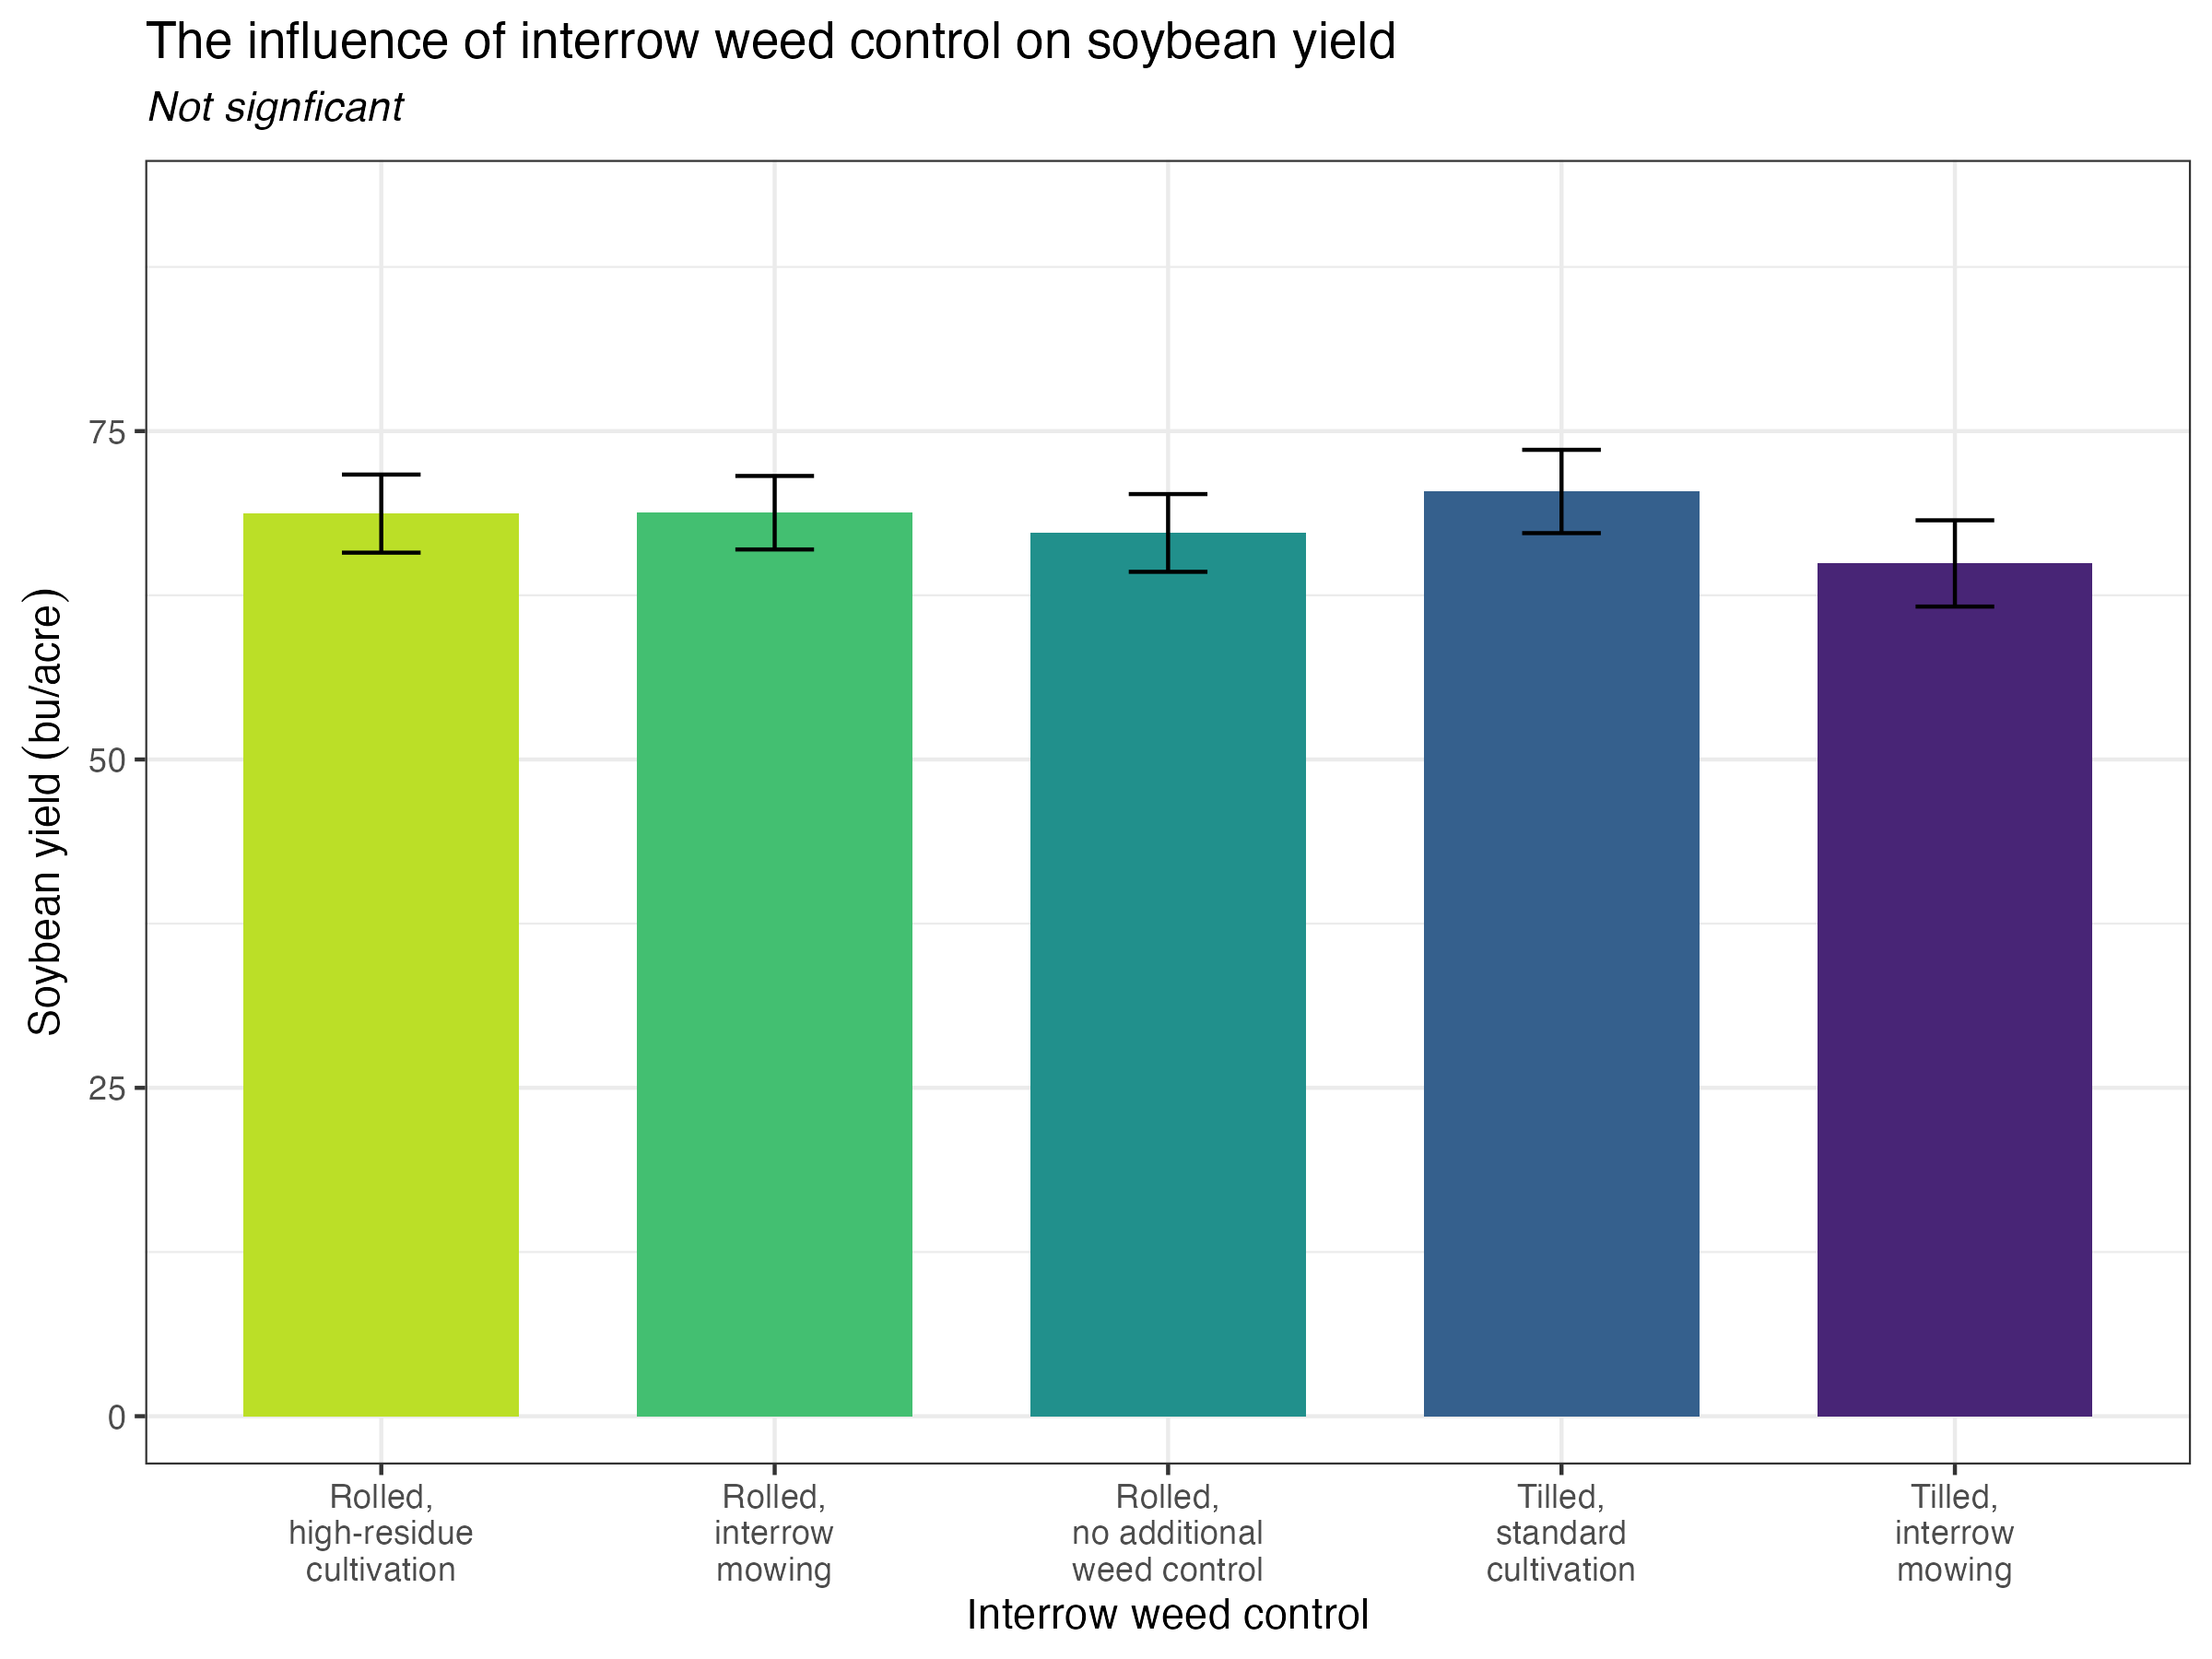 The influence of interrow weed control on soybean yield
Not signficant
Soybean yield (bu/acre)
75
50
25
0
Rolled,
high-residue
cultivation
Rolled,
interrow
mowing
Rolled,
no additional
weed control
Tilled,
standard
cultivation
Tilled,
interrow
mowing
Interrow weed control